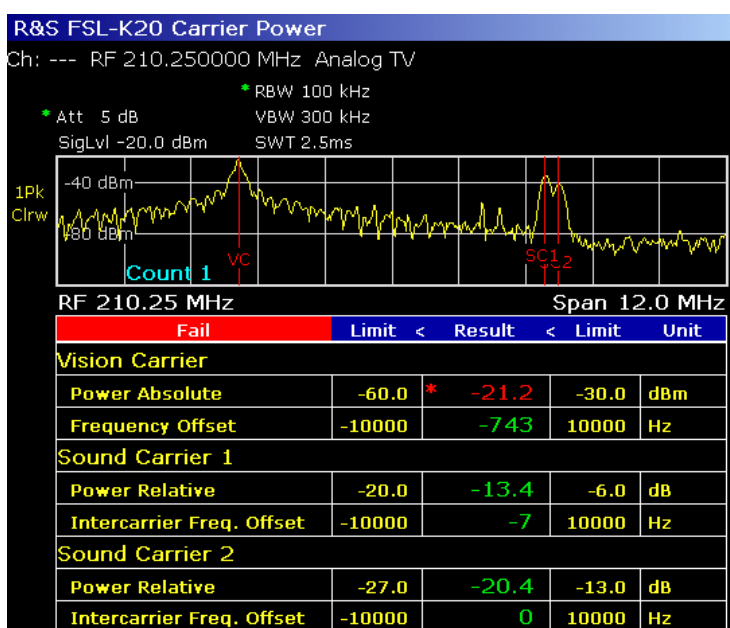 R&S FSL-K20 Carrier Power
Ch: --- RF 210.250000 MHz Analog TV
* RBW 100 kHz
* Att 5 dB VBW 300 kHz
SigLvl -20.0 dBm SWT 2.5ms
1Pk
Clrw
-40 dBm
-80 dBm
VC
SC1
2
Count 1
RF 210.25 MHz Span 12.0 MHz
Fail Limit < Result < Limit Unit
Vision Carrier
Power Absolute -60.0 * -21.2 -30.0 dBm
Frequency Offset -10000 -743 10000 Hz
Sound Carrier 1
Power Relative -20.0 -13.4 -6.0 dB
Intercarrier Freq. Offset -10000 -7 10000 Hz
Sound Carrier 2
Power Relative -27.0 -20.4 -13.0 dB
Intercarrier Freq. Offset -10000 0 10000 Hz